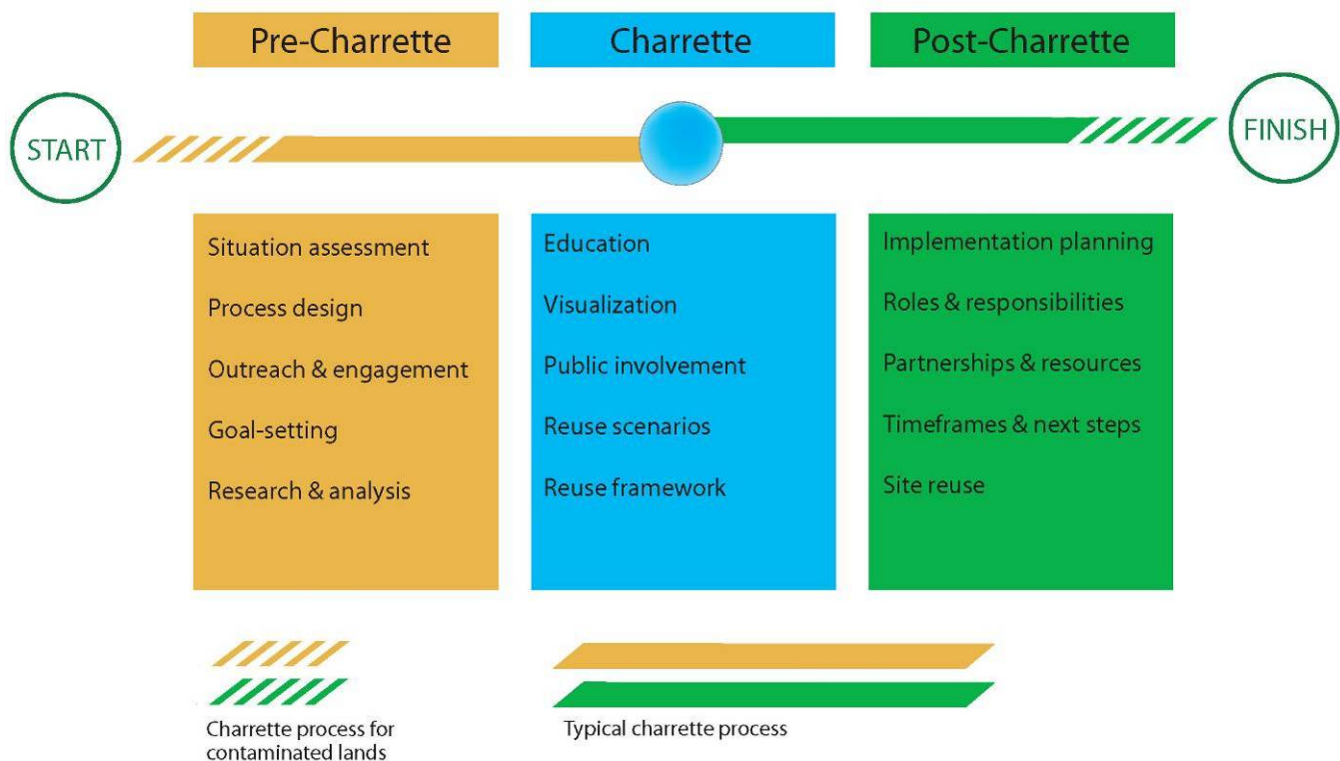 Pre-Charrette
Charrette
Post-Charrette
START
FINISH
Situation assessment
Process design
Outreach & engagement
Goal-setting
Research & analysis
Education
Visualization
Public involvement
Reuse scenarios
Reuse framework
Implementation planning
Roles & responsibilities
Partnerships & resources
Timeframes & next steps
Site reuse
Charrette process for
contaminated lands
Typical charrette process